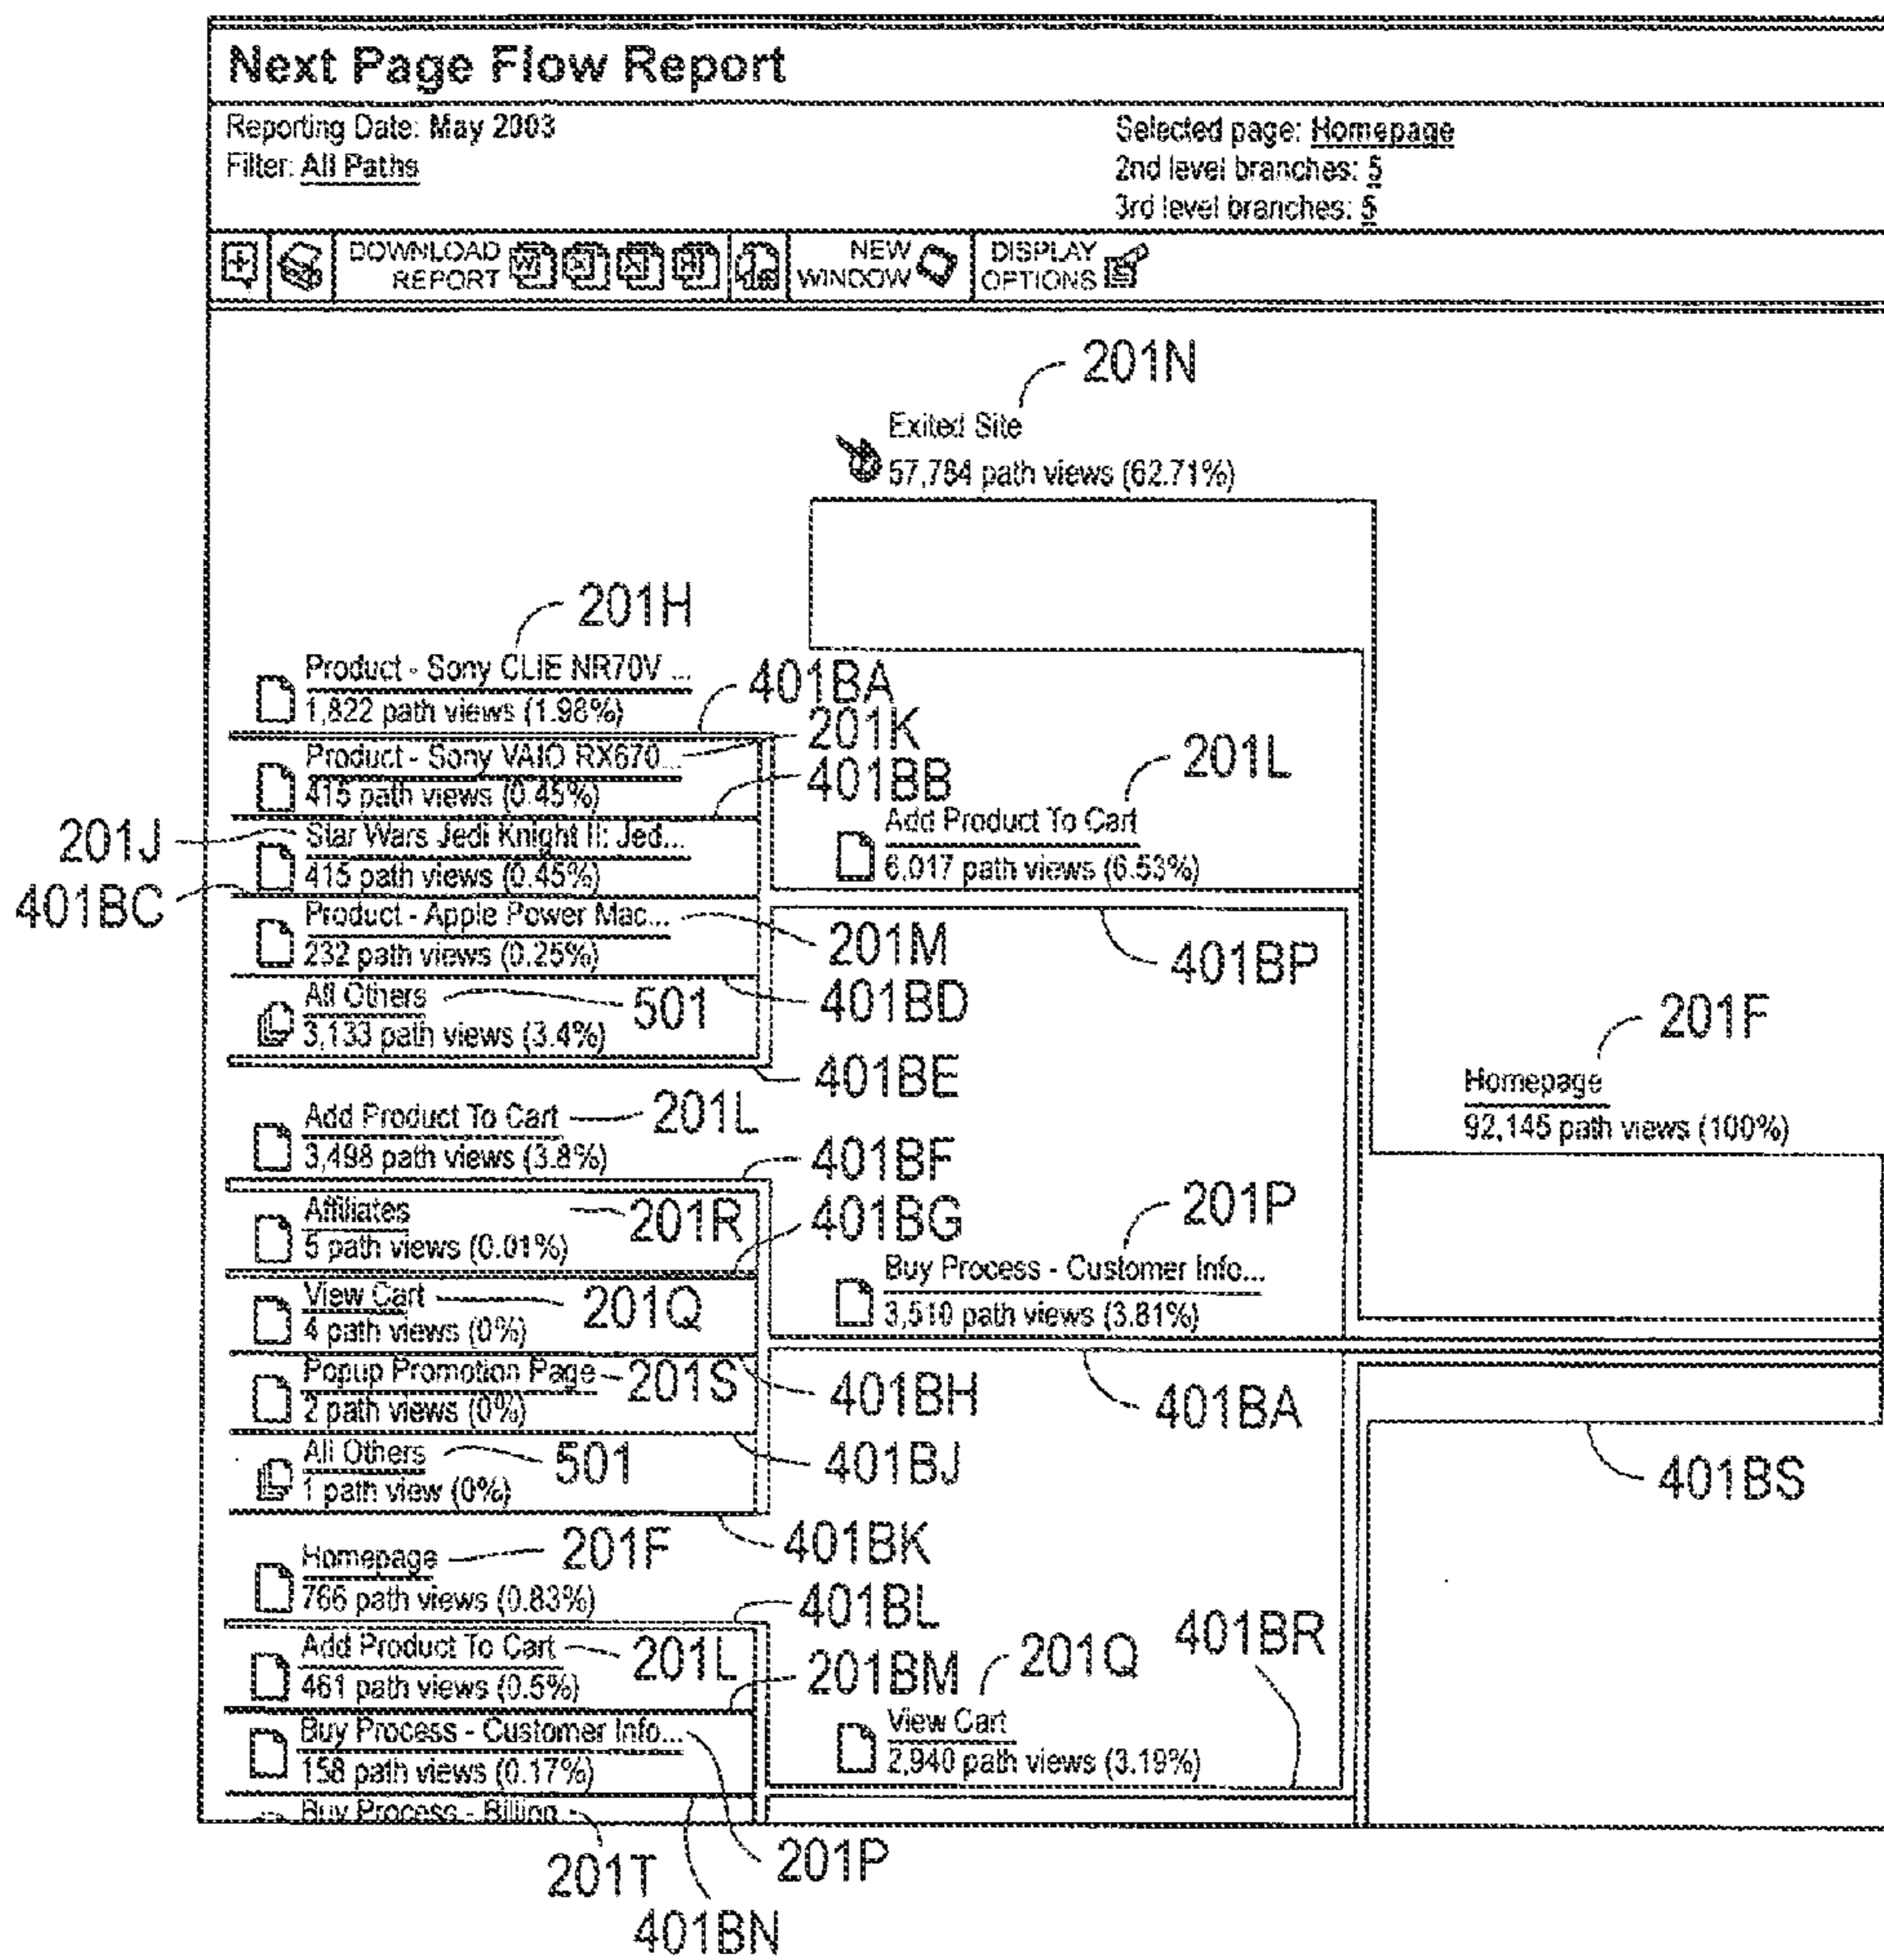 Next Page Flow Report
Reporting Date: May 2003
Filter: All Paths
Selected page: Homepage
2nd level branches: 5
3rd level branches: 5
DOWNLOAD
REPORT
NEW
WINDOW
DISPLAY
OPTIONS
201N
Exited Site
57,784 path views (62.71%)
201H
Product - Sony CLIE NR70V ...
1,822 path views (1.98%)
401BA
201K
Product - Sony VAIO RX670...
415 path views (0.45%)
401BB
201L
Add Product To Cart
6,017 path views (6.53%)
201J
Star Wars Jedi Knight II: Jed...
415 path views (0.45%)
401BC
Product - Apple Power Mac...
232 path views (0.25%)
201M
401BP
401BD
All Others
3,133 path views (3.4%)
501
401BE
201F
Homepage
92,145 path views (100%)
Add Product To Cart
3,498 path views (3.8%)
201L
401BF
Affiliates
5 path views (0.01%)
201R
401BG
201P
Buy Process - Customer Info...
3,510 path views (3.81%)
View Cart
4 path views (0%)
201Q
Popup Promotion Page
2 path views (0%)
201S
401BH
401BA
All Others
1 path view (0%)
501
401BJ
401BS
401BK
Homepage
766 path views (0.83%)
201F
401BL
Add Product To Cart
461 path views (0.5%)
201L
201BM
201Q
401BR
View Cart
2,940 path views (3.19%)
Buy Process - Customer Info...
158 path views (0.17%)
Buy Process - Billing
201T
201P
401BN